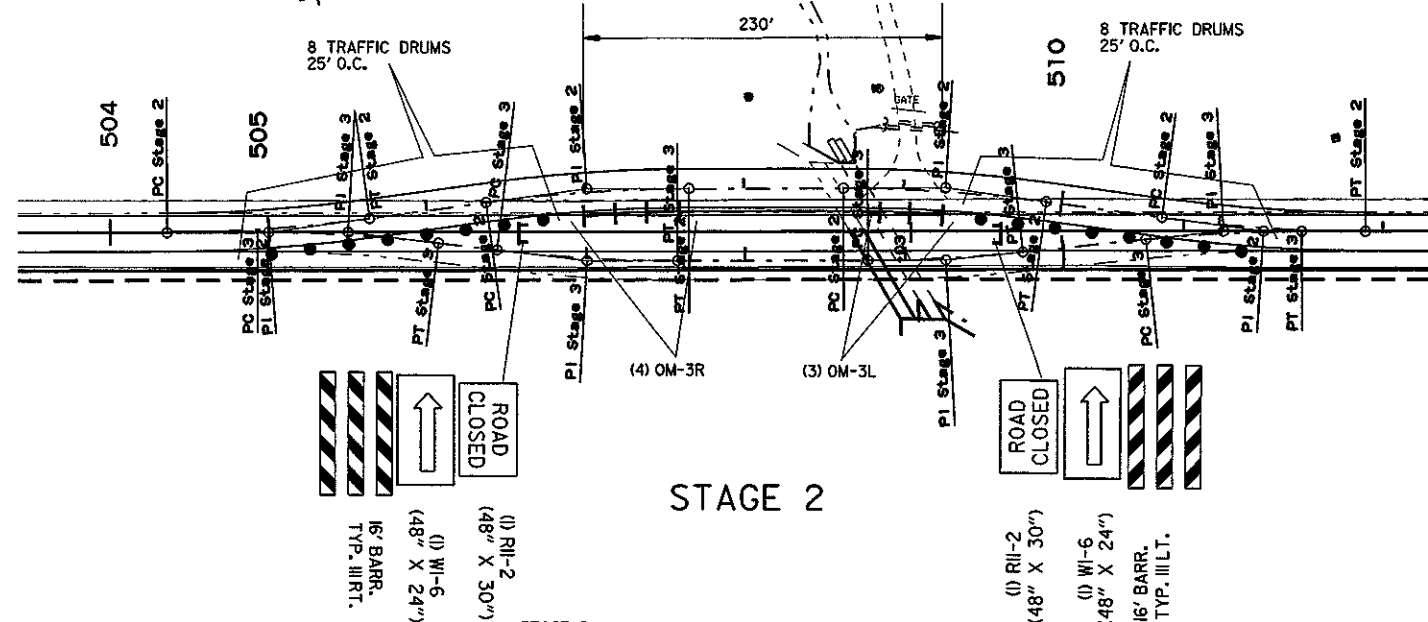 230'
8 TRAFFIC DRUMS
25' O.C.
8 TRAFFIC DRUMS
25' O.C.
504
505
510
PC Stage 2
PI Stage 3
PT Stage 2
PC Stage 3
PI Stage 2
GATE
PI Stage 2
PC Stage 2
PI Stage 3
PT Stage 2
PC Stage 3
PI Stage 2
PT Stage 3
PC Stage 2
PI Stage 3
PT Stage 3
PT Stage 2
PC Stage 2
PC Stage 3
PI Stage 3
PT Stage 3
PT Stage 2
PC Stage 3
PI Stage 2
PT Stage 3
(4) OM-3R
(3) OM-3L
ROAD
CLOSED
ROAD
CLOSED
STAGE 2
16' BARR.
TYP. III RT.
(1) W1-6
(48" X 24")
(1) R11-2
(48" X 30")
(1) R11-2
(48" X 30")
(1) W1-6
(48" X 24")
16' BARR.
TYP. III LT.